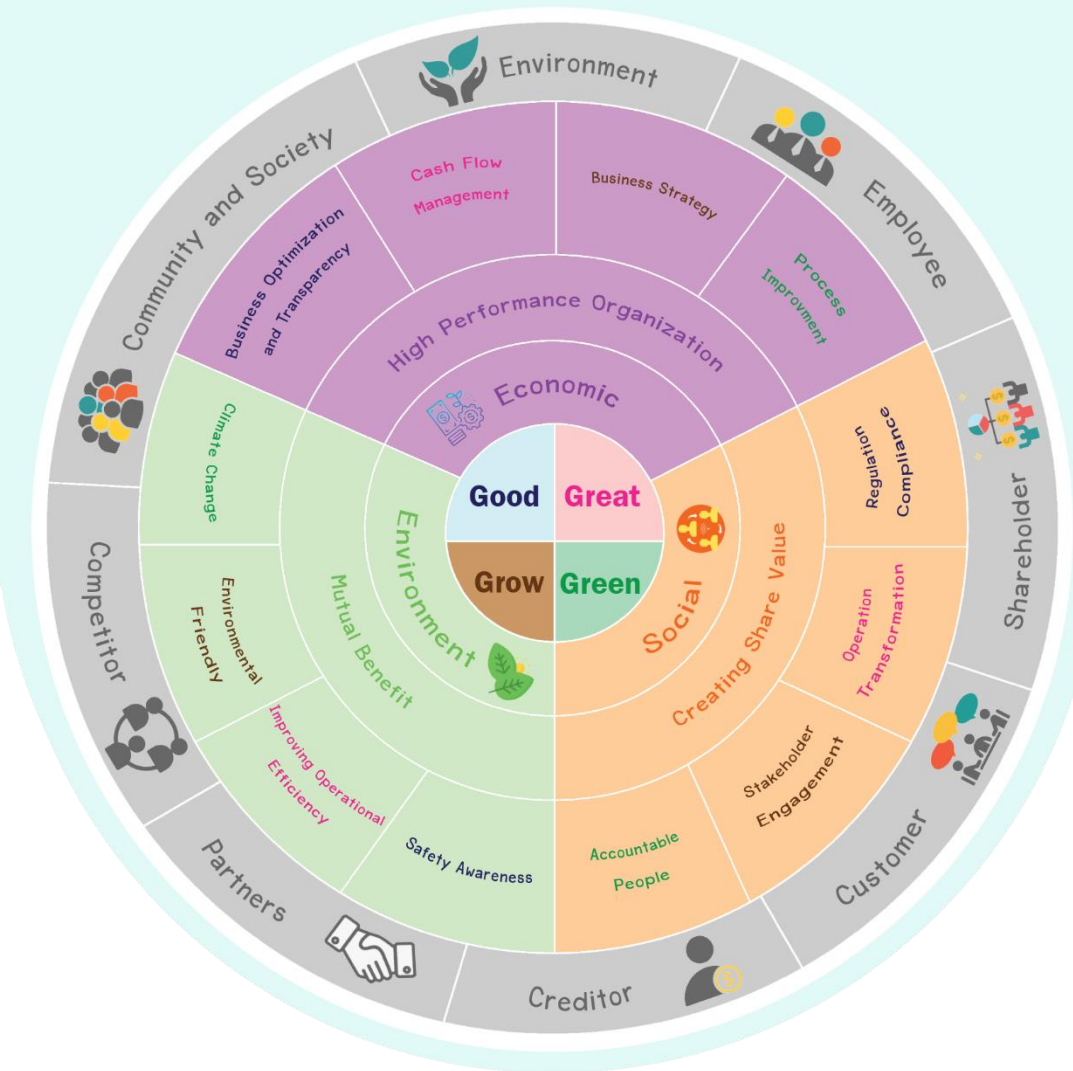 Environment
Employee
Shareholder
Customer
Creditor
Partners
Competitor
Community and Society
Cash Flow
Management
Business Strategy
Process
Improvment
Business Optimization
and Transparency
High Performance Organization
Economic
Regulation
Compliance
Operation
Transformation
Stakeholder
Engagement
Accountable
People
Creating Share Value
Social
Climate Change
Environmental
Friendly
Improving Operational
Efficiency
Safety Awareness
Mutual Benefit
Environment
Good
Great
Grow
Green